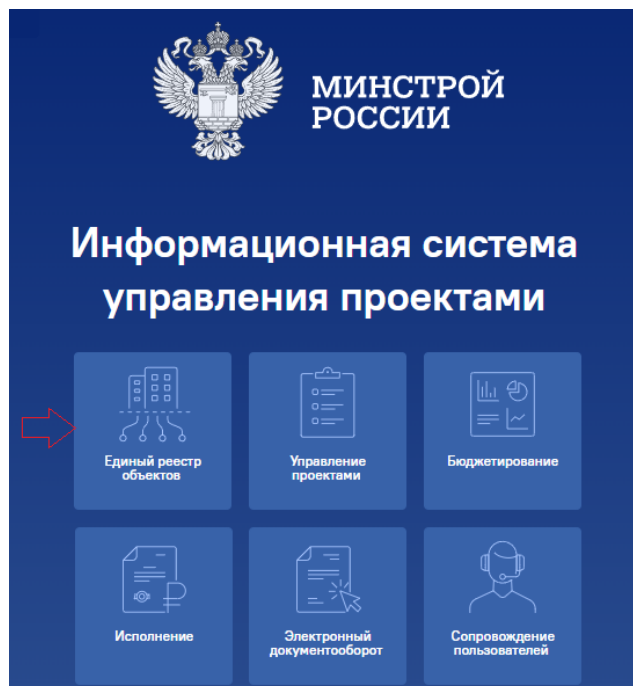 МИНСТРОЙ
РОССИИ
Информационная система
управления проектами
Единый реестр
объектов
Управление
проектами
Бюджетирование
Исполнение
Электронный
документооборот
Сопровождение
пользователей